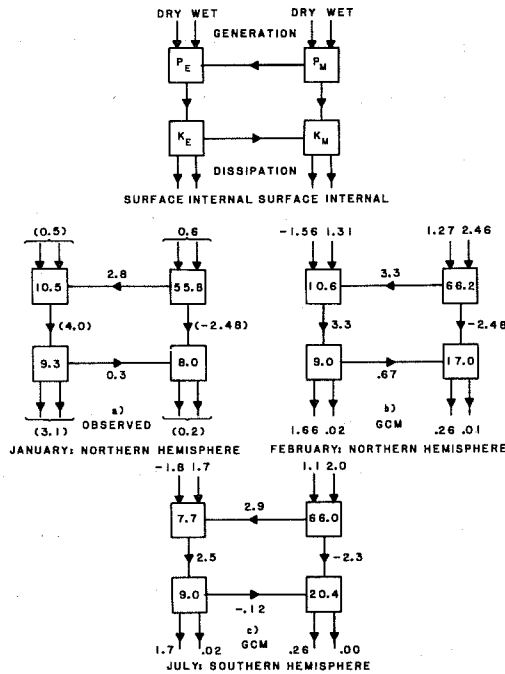 DRY WET DRY WET
GENERATION
P_E P_M
K_E K_M
DISSIPATION
SURFACE INTERNAL SURFACE INTERNAL
(0.5) 0.6
2.8
10.5 55.8
(4.0) (-2.48)
9.3 8.0
0.3
a)
OBSERVED
(3.1) (0.2)
JANUARY: NORTHERN HEMISPHERE
-1.56 1.31 1.27 2.46
3.3
10.6 66.2
3.3 -2.48
9.0 17.0
.67
b)
GCM
1.66 .02 .26 .01
FEBRUARY: NORTHERN HEMISPHERE
-1.8 1.7 1.1 2.0
2.9
7.7 66.0
2.5 -2.3
9.0 20.4
-.12
c)
GCM
1.7 .02 .26 .00
JULY: SOUTHERN HEMISPHERE